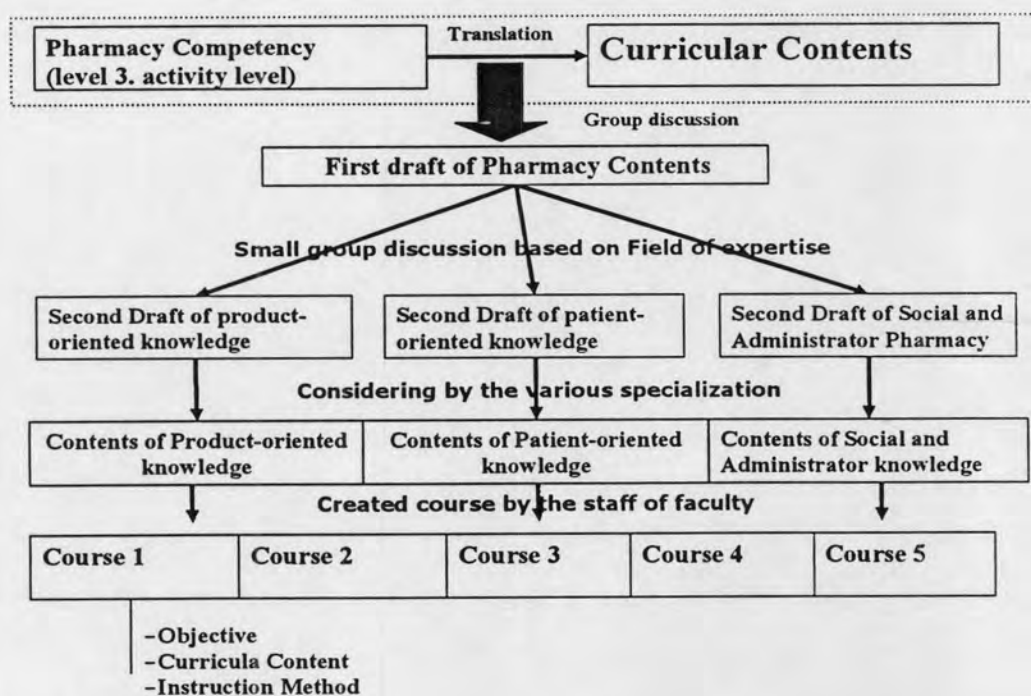 Pharmacy Competency
(level 3. activity level)
Translation
Curricular Contents
Group discussion
First draft of Pharmacy Contents
Small group discussion based on Field of expertise
Second Draft of product-
oriented knowledge
Second Draft of patient-
oriented knowledge
Second Draft of Social and
Administrator Pharmacy
Considering by the various specialization
Contents of Product-oriented
knowledge
Contents of Patient-oriented
knowledge
Contents of Social and
Administrator knowledge
Created course by the staff of faculty
Course 1
Course 2
Course 3
Course 4
Course 5
-Objective
-Curricula Content
-Instruction Method